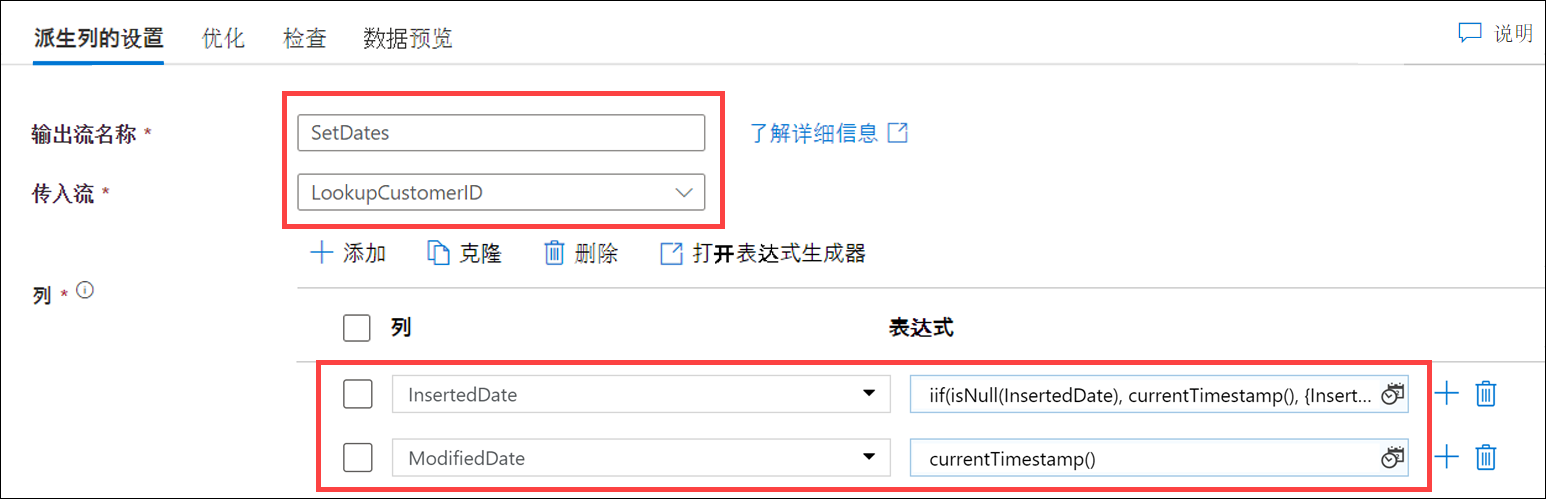 派生列的设置 优化 检查 数据预览 说明
输出流名称 * SetDates 了解详细信息
传入流 * LookupCustomerID
添加 克隆 删除 打开表达式生成器
列 *
列 表达式
InsertedDate iif(isNull(InsertedDate), currentTimestamp(), {Insert...
ModifiedDate currentTimestamp()